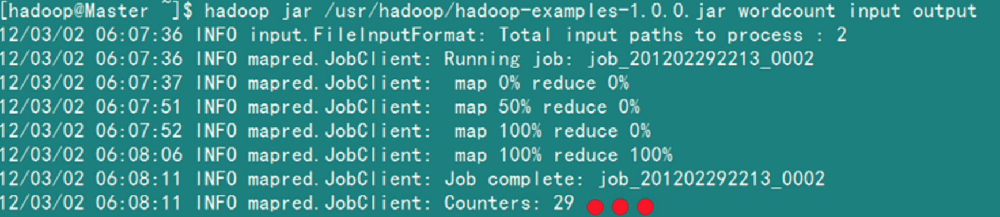 [hadoop@Master ~]$ hadoop jar /usr/hadoop/hadoop-examples-1.0.0.jar wordcount input output
12/03/02 06:07:36 INFO input.FileInputFormat: Total input paths to process : 2
12/03/02 06:07:36 INFO mapred.JobClient: Running job: job_201202292213_0002
12/03/02 06:07:37 INFO mapred.JobClient:  map 0% reduce 0%
12/03/02 06:07:51 INFO mapred.JobClient:  map 50% reduce 0%
12/03/02 06:07:52 INFO mapred.JobClient:  map 100% reduce 0%
12/03/02 06:08:06 INFO mapred.JobClient:  map 100% reduce 100%
12/03/02 06:08:11 INFO mapred.JobClient: Job complete: job_201202292213_0002
12/03/02 06:08:11 INFO mapred.JobClient: Counters: 29